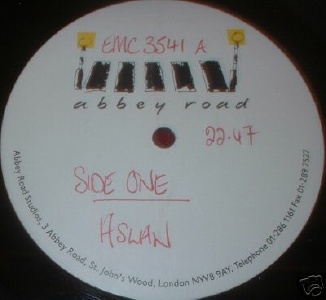 EMC 3541 A
abbey road
22.47
SIDE ONE
ASLAN
Abbey Road Studios, 3 Abbey Road, St. John's Wood, London NW8 9AY, Telephone 01-286 1161 Fax 01-289 7527